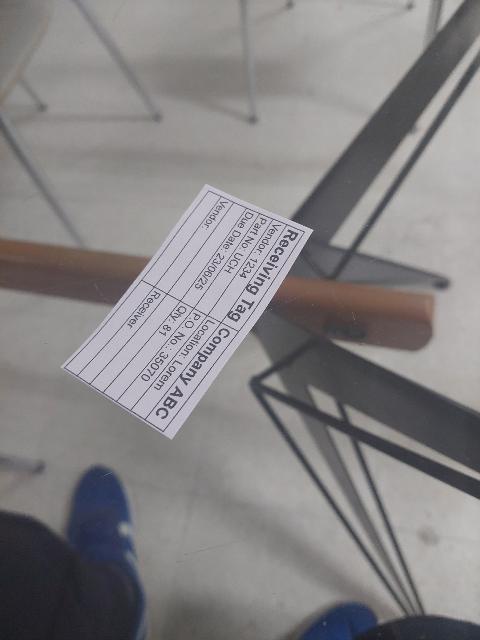 Receiving Tag Company ABC
Vendor: 1234 Location: Lorem
Part No: UCH P.O. No.: 35070
Due Date: 23/06/25 Qty: 81
Vendor: Receiver